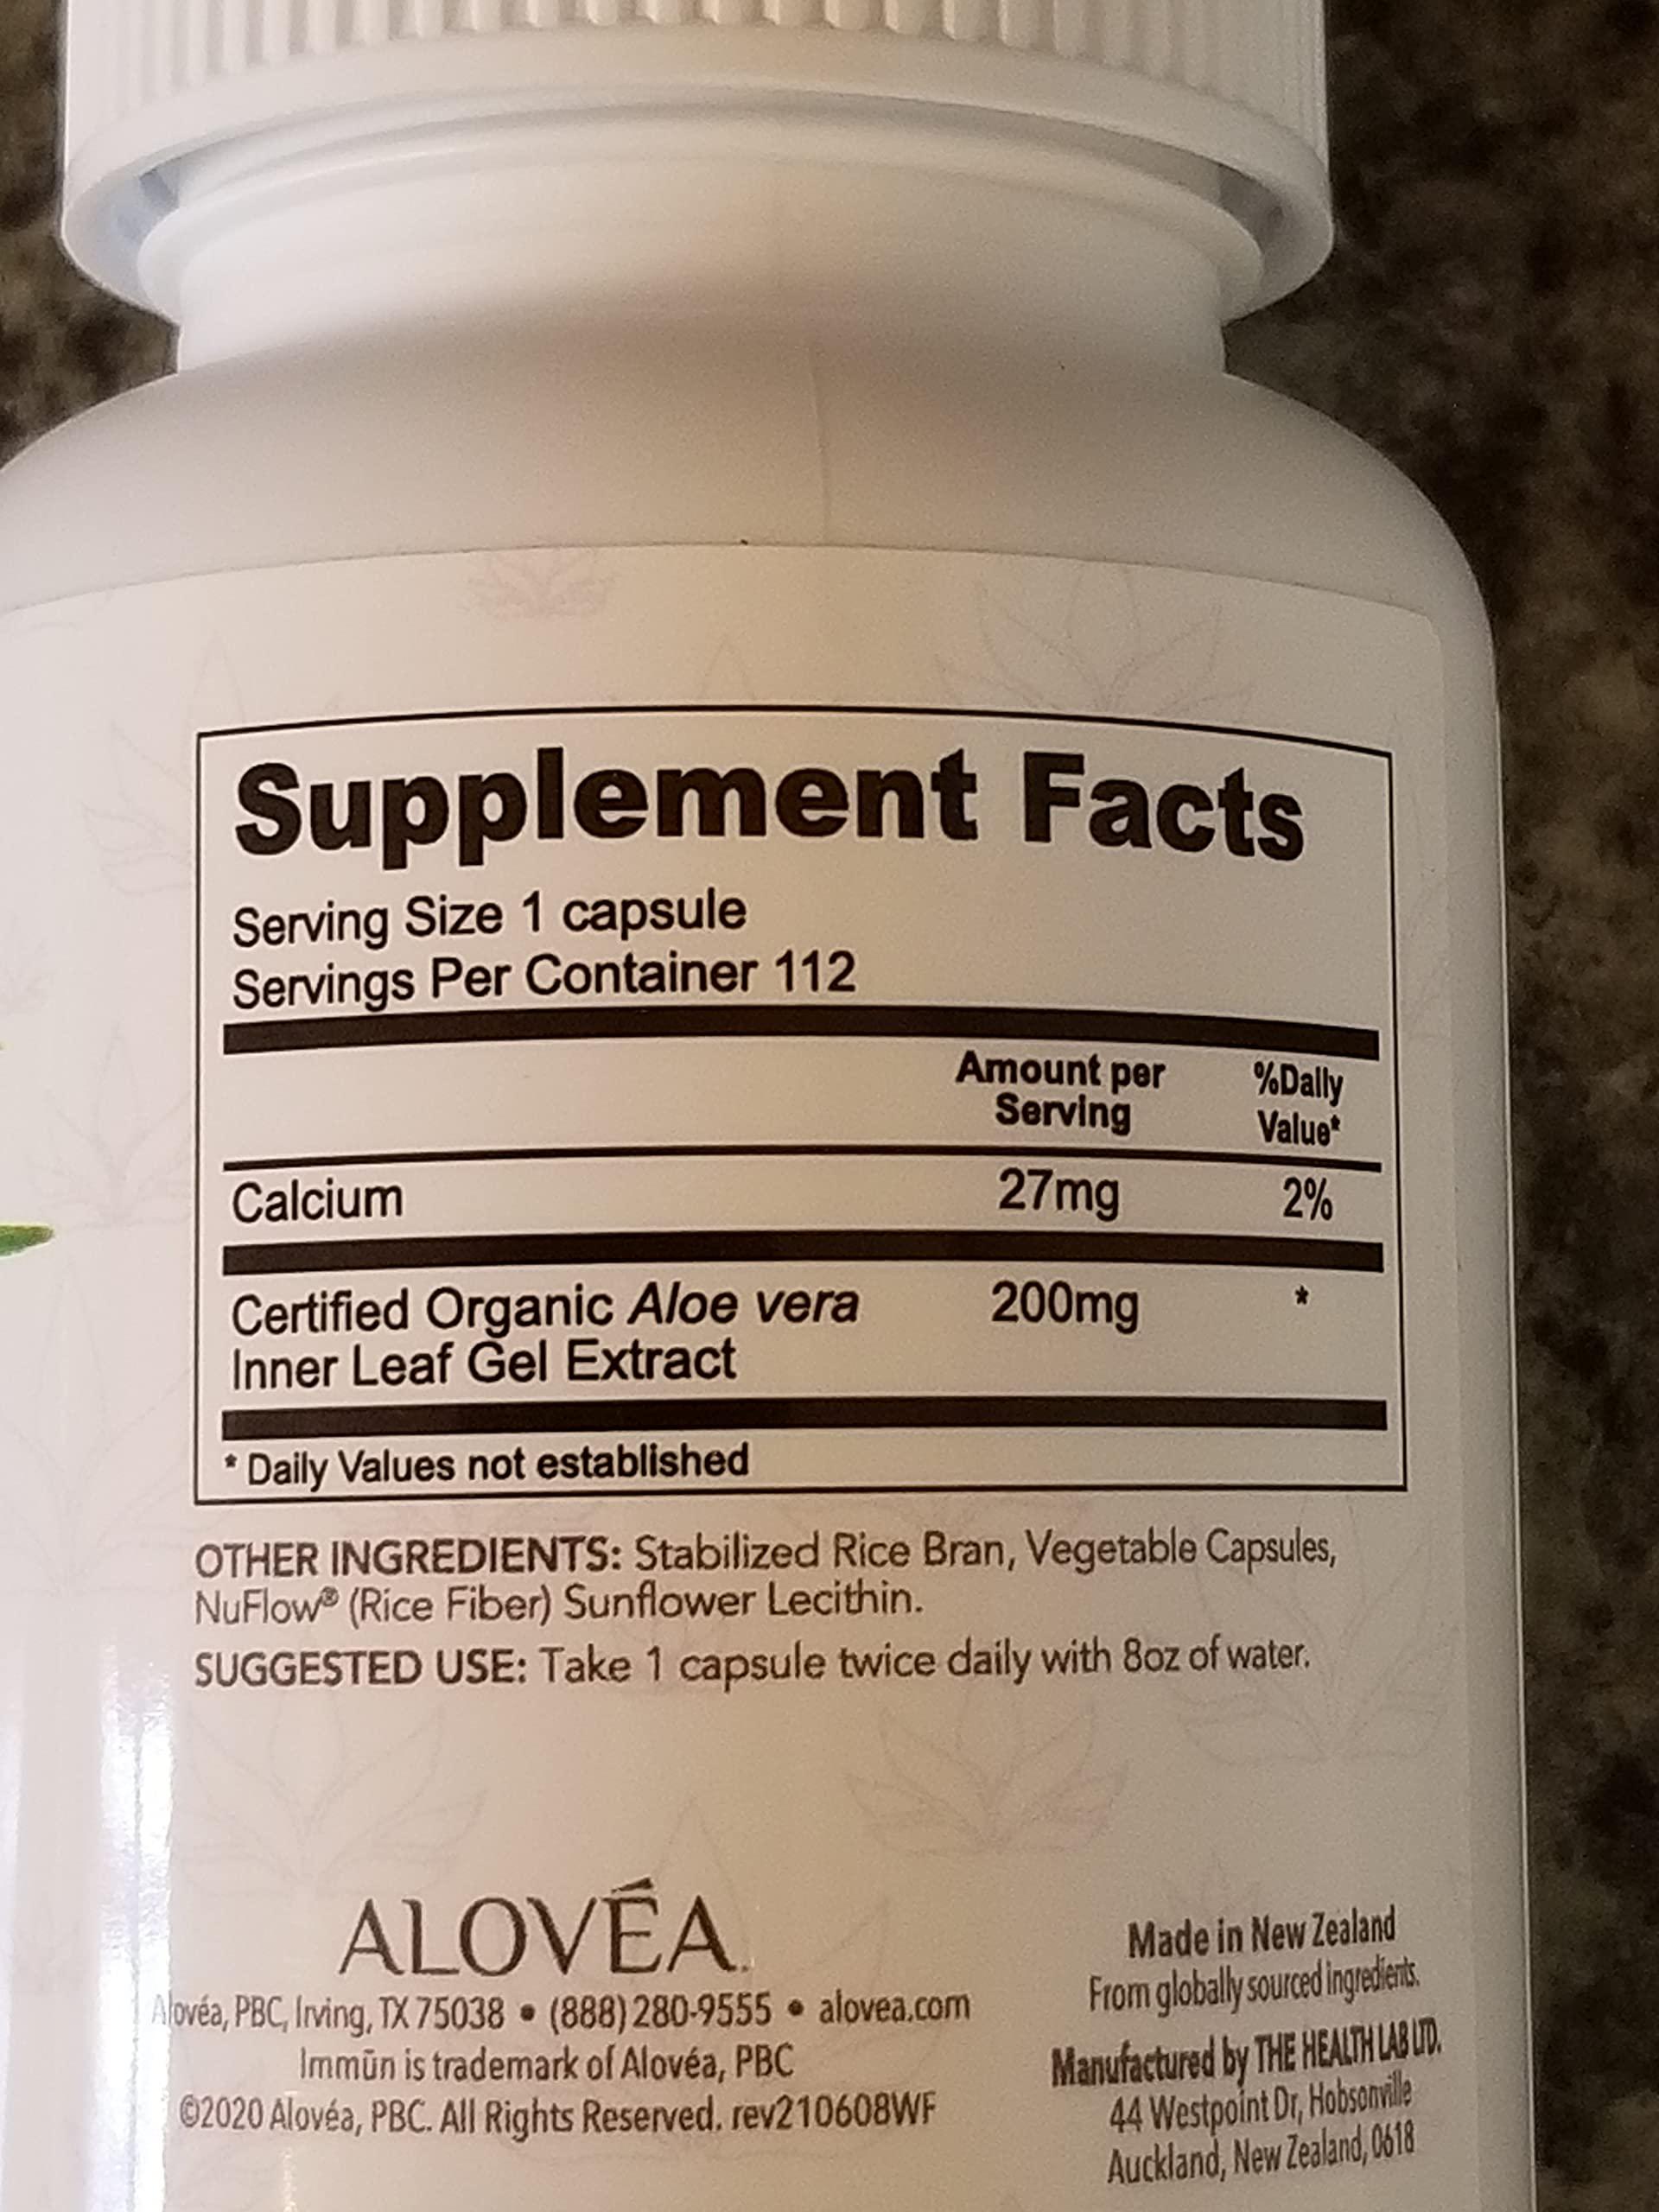 Supplement Facts
Serving Size 1 capsule
Servings Per Container 112
Amount per %Daily
Serving Value*
Calcium 27mg 2%
Certified Organic Aloe vera 200mg *
Inner Leaf Gel Extract
* Daily Values not established
OTHER INGREDIENTS: Stabilized Rice Bran, Vegetable Capsules,
NuFlow® (Rice Fiber) Sunflower Lecithin.
SUGGESTED USE: Take 1 capsule twice daily with 8oz of water.
ALOVÉA
Alovéa, PBC, Irving, TX 75038 • (888) 280-9555 • alovea.com
Immūn is trademark of Alovéa, PBC
©2020 Alovéa, PBC. All Rights Reserved. rev210608WF
Made in New Zealand
From globally sourced ingredients.
Manufactured by THE HEALTH LAB LTD.
44 Westpoint Dr, Hobsonville
Auckland, New Zealand, 0618